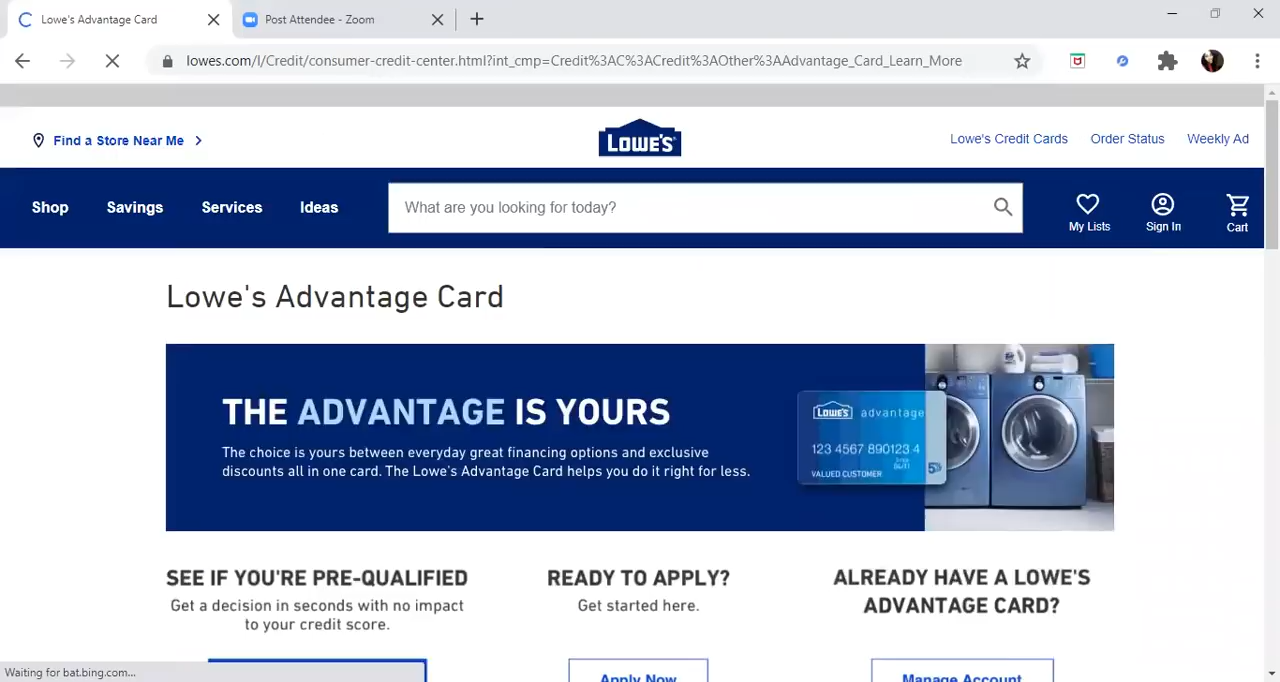 Lowe's Advantage Card
Post Attendee - Zoom
lowes.com/l/Credit/consumer-credit-center.html?int_cmp=Credit%3AC%3ACredit%3AOther%3AAdvantage_Card_Learn_More
Find a Store Near Me
LOWE'S
Lowe's Credit Cards
Order Status
Weekly Ad
Shop
Savings
Services
Ideas
What are you looking for today?
My Lists
Sign In
Cart
Lowe's Advantage Card
THE ADVANTAGE IS YOURS
The choice is yours between everyday great financing options and exclusive
discounts all in one card. The Lowe's Advantage Card helps you do it right for less.
LOWE'S advantage
123 4567 890123 4
VALUED CUSTOMER
5%
SEE IF YOU'RE PRE-QUALIFIED
Get a decision in seconds with no impact
to your credit score.
READY TO APPLY?
Get started here.
Apply Now
ALREADY HAVE A LOWE'S
ADVANTAGE CARD?
Manage Account
Waiting for bat.bing.com...